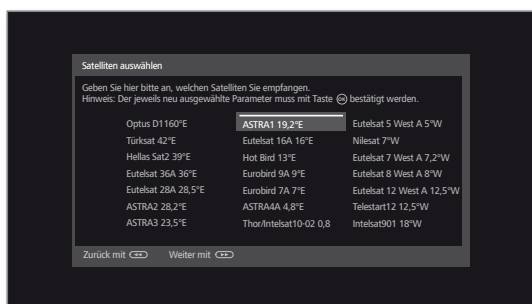 Satelliten auswählen
Geben Sie hier bitte an, welchen Satelliten Sie empfangen.
Hinweis: Der jeweils neu ausgewählte Parameter muss mit Taste OK bestätigt werden.
Optus D1160°E ASTRA1 19,2°E Eutelsat 5 West A 5°W
Türksat 42°E Eutelsat 16A 16°E Nilesat 7°W
Hellas Sat2 39°E Hot Bird 13°E Eutelsat 7 West A 7,2°W
Eutelsat 36A 36°E Eurobird 9A 9°E Eutelsat 8 West A 8°W
Eutelsat 28A 28,5°E Eurobird 7A 7°E Eutelsat 12 West A 12,5°W
ASTRA2 28,2°E ASTRA4A 4,8°E Telestart12 12,5°W
ASTRA3 23,5°E Thor/Intelsat10-02 0,8 Intelsat901 18°W
Zurück mit Weiter mit